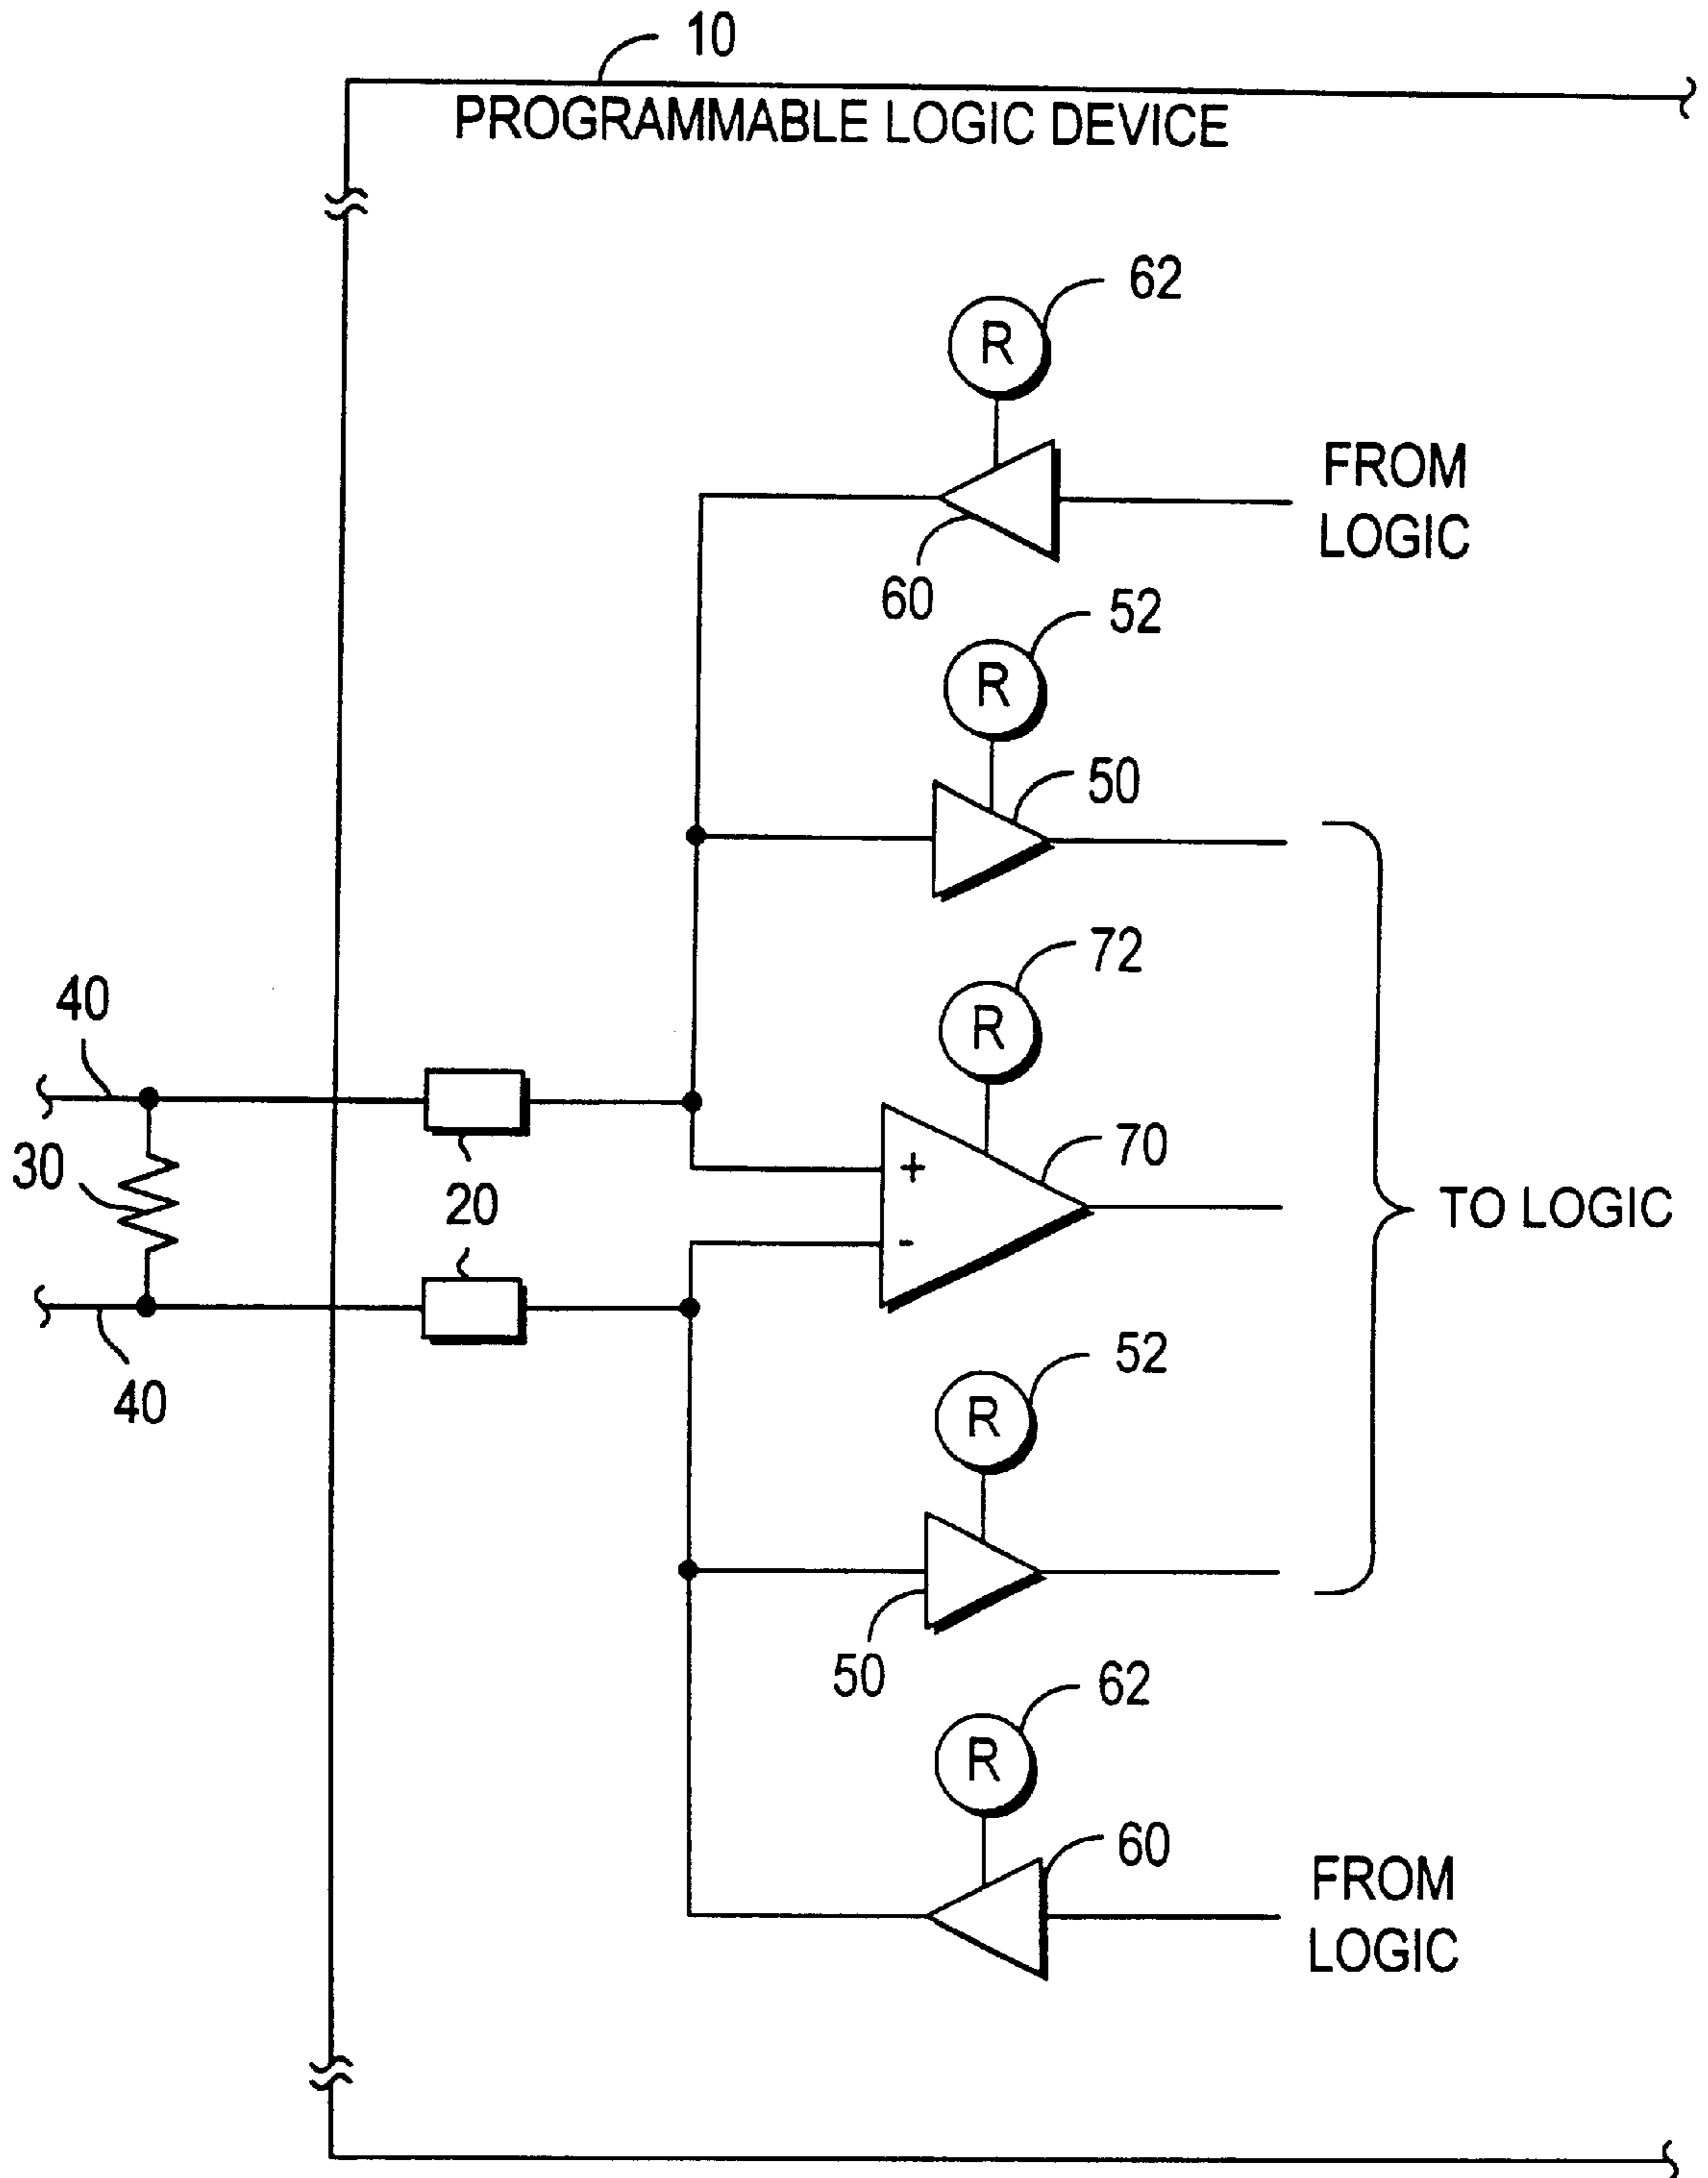 10
PROGRAMMABLE LOGIC DEVICE
62
R
FROM
LOGIC
60
52
R
50
72
R
40
70
+
30
20
TO LOGIC
-
52
40
R
50
62
R
60
FROM
LOGIC